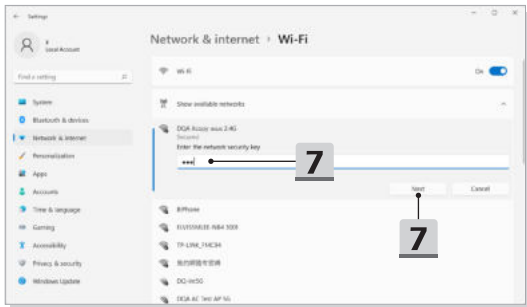 Settings
Local Account
Network & internet › Wi-Fi
Find a setting
Wi-Fi
On
System
Bluetooth & devices
Network & internet
Personalization
Apps
Accounts
Time & language
Gaming
Accessibility
Privacy & security
Windows Update
Show available networks
Secured
Enter the network security key
•••
7
Next
Cancel
7
8Phone
TP-LINK_FMC34